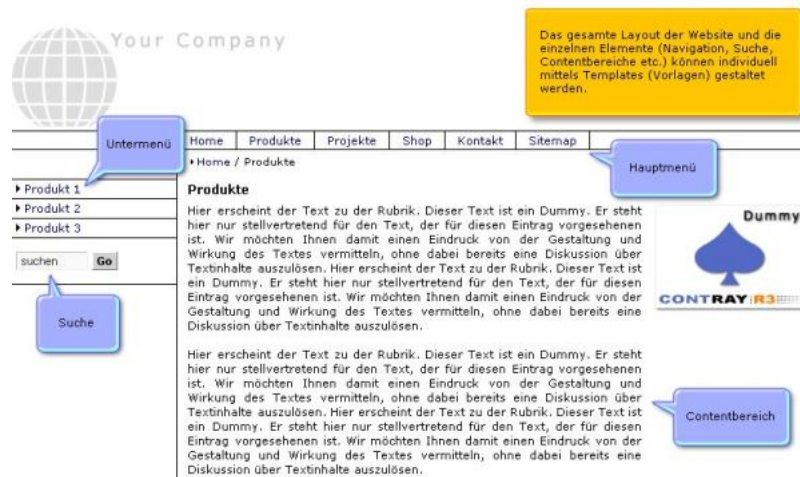 Your Company
Das gesamte Layout der Website und die
einzelnen Elemente (Navigation, Suche,
Contentbereiche etc.) können individuell
mittels Templates (Vorlagen) gestaltet
werden.
Untermenü
Home Produkte Projekte Shop Kontakt Sitemap
Home / Produkte
Hauptmenü
Produkt 1
Produkt 2
Produkt 3
suchen Go
Suche
Produkte
Hier erscheint der Text zu der Rubrik. Dieser Text ist ein Dummy. Er steht
hier nur stellvertretend für den Text, der für diesen Eintrag vorgesehenen
ist. Wir möchten Ihnen damit einen Eindruck von der Gestaltung und
Wirkung des Textes vermitteln, ohne dabei bereits eine Diskussion über
Textinhalte auszulösen. Hier erscheint der Text zu der Rubrik. Dieser Text ist
ein Dummy. Er steht hier nur stellvertretend für den Text, der für diesen
Eintrag vorgesehenen ist. Wir möchten Ihnen damit einen Eindruck von der
Gestaltung und Wirkung des Textes vermitteln, ohne dabei bereits eine
Diskussion über Textinhalte auszulösen.
Dummy
CONTRAY R3
Hier erscheint der Text zu der Rubrik. Dieser Text ist ein Dummy. Er steht
hier nur stellvertretend für den Text, der für diesen Eintrag vorgesehenen
ist. Wir möchten Ihnen damit einen Eindruck von der Gestaltung und
Wirkung des Textes vermitteln, ohne dabei bereits eine Diskussion über
Textinhalte auszulösen. Hier erscheint der Text zu der Rubrik. Dieser Text ist
ein Dummy. Er steht hier nur stellvertretend für den Text, der für diesen
Eintrag vorgesehenen ist. Wir möchten Ihnen damit einen Eindruck von der
Gestaltung und Wirkung des Textes vermitteln, ohne dabei bereits eine
Diskussion über Textinhalte auszulösen.
Contentbereich